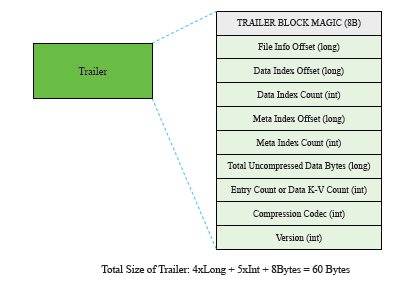 Trailer
TRAILER BLOCK MAGIC (8B)
File Info Offset (long)
Data Index Offset (long)
Data Index Count (int)
Meta Index Offset (long)
Meta Index Count (int)
Total Uncompressed Data Bytes (long)
Entry Count or Data K-V Count (int)
Compression Codec (int)
Version (int)
Total Size of Trailer: 4xLong + 5xInt + 8Bytes = 60 Bytes